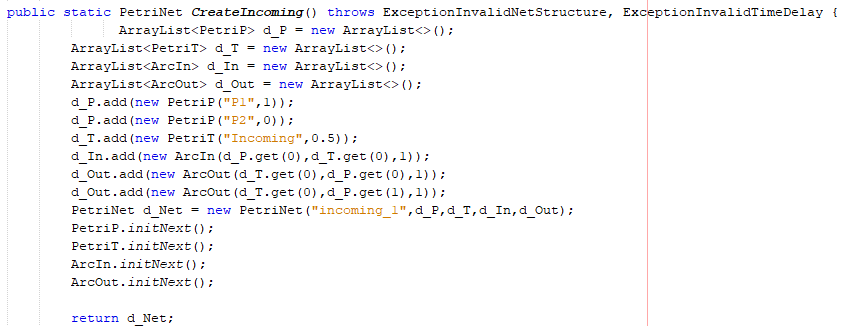 public static PetriNet CreateIncoming() throws ExceptionInvalidNetStructure, ExceptionInvalidTimeDelay {
ArrayList<PetriP> d_P = new ArrayList<>();
ArrayList<PetriT> d_T = new ArrayList<>();
ArrayList<ArcIn> d_In = new ArrayList<>();
ArrayList<ArcOut> d_Out = new ArrayList<>();
d_P.add(new PetriP("P1",1));
d_P.add(new PetriP("P2",0));
d_T.add(new PetriT("Incoming",0.5));
d_In.add(new ArcIn(d_P.get(0),d_T.get(0),1));
d_Out.add(new ArcOut(d_T.get(0),d_P.get(0),1));
d_Out.add(new ArcOut(d_T.get(0),d_P.get(1),1));
PetriNet d_Net = new PetriNet("incoming_1",d_P,d_T,d_In,d_Out);
PetriP.initNext();
PetriT.initNext();
ArcIn.initNext();
ArcOut.initNext();
return d_Net;